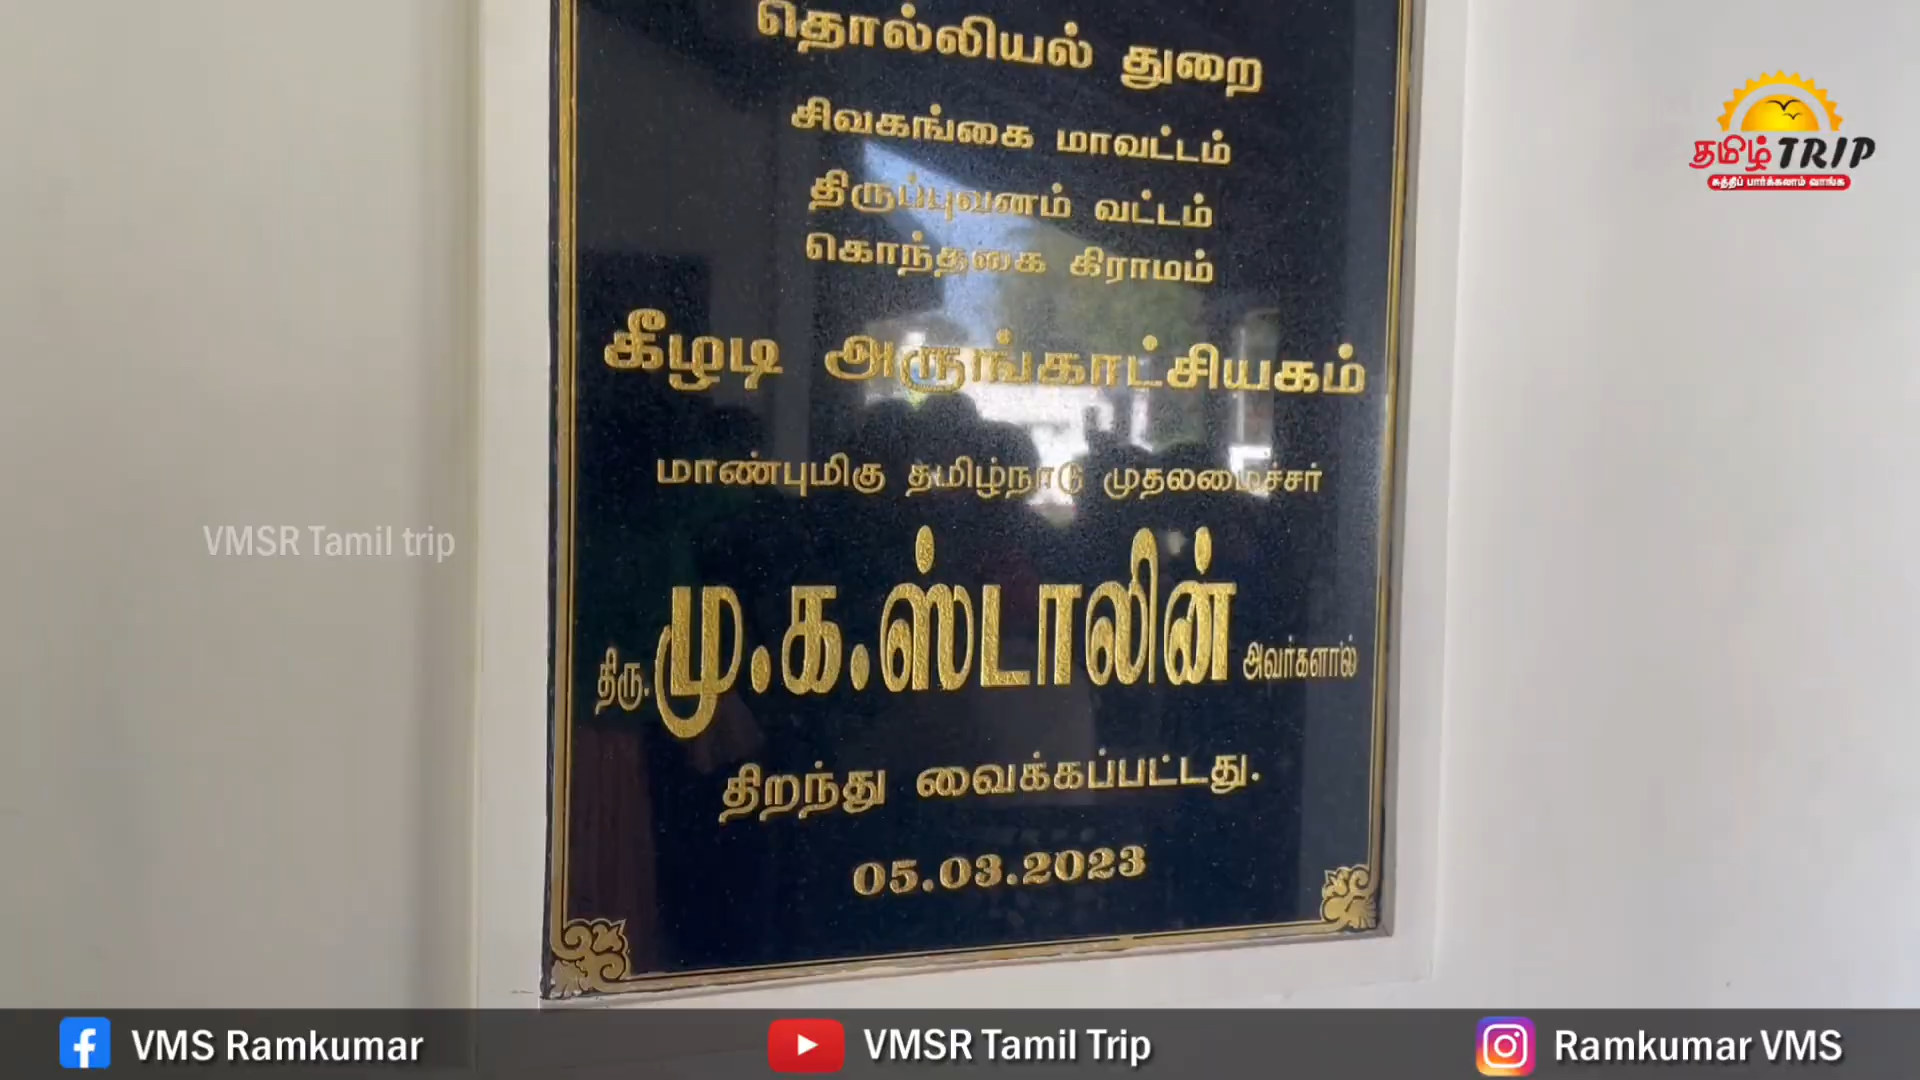 தொல்லியல் துறை
சிவகங்கை மாவட்டம்
திருப்புவனம் வட்டம்
கொந்தகை கிராமம்
கீழடி அருங்காட்சியகம்
மாண்புமிகு தமிழ்நாடு முதலமைச்சர்
திரு. மு.க.ஸ்டாலின் அவர்களால்
திறந்து வைக்கப்பட்டது.
05.03.2023
தமிழ் TRIP
சுத்திப் பார்க்கலாம் வாங்க
VMSR Tamil trip
VMS Ramkumar
VMSR Tamil Trip
Ramkumar VMS